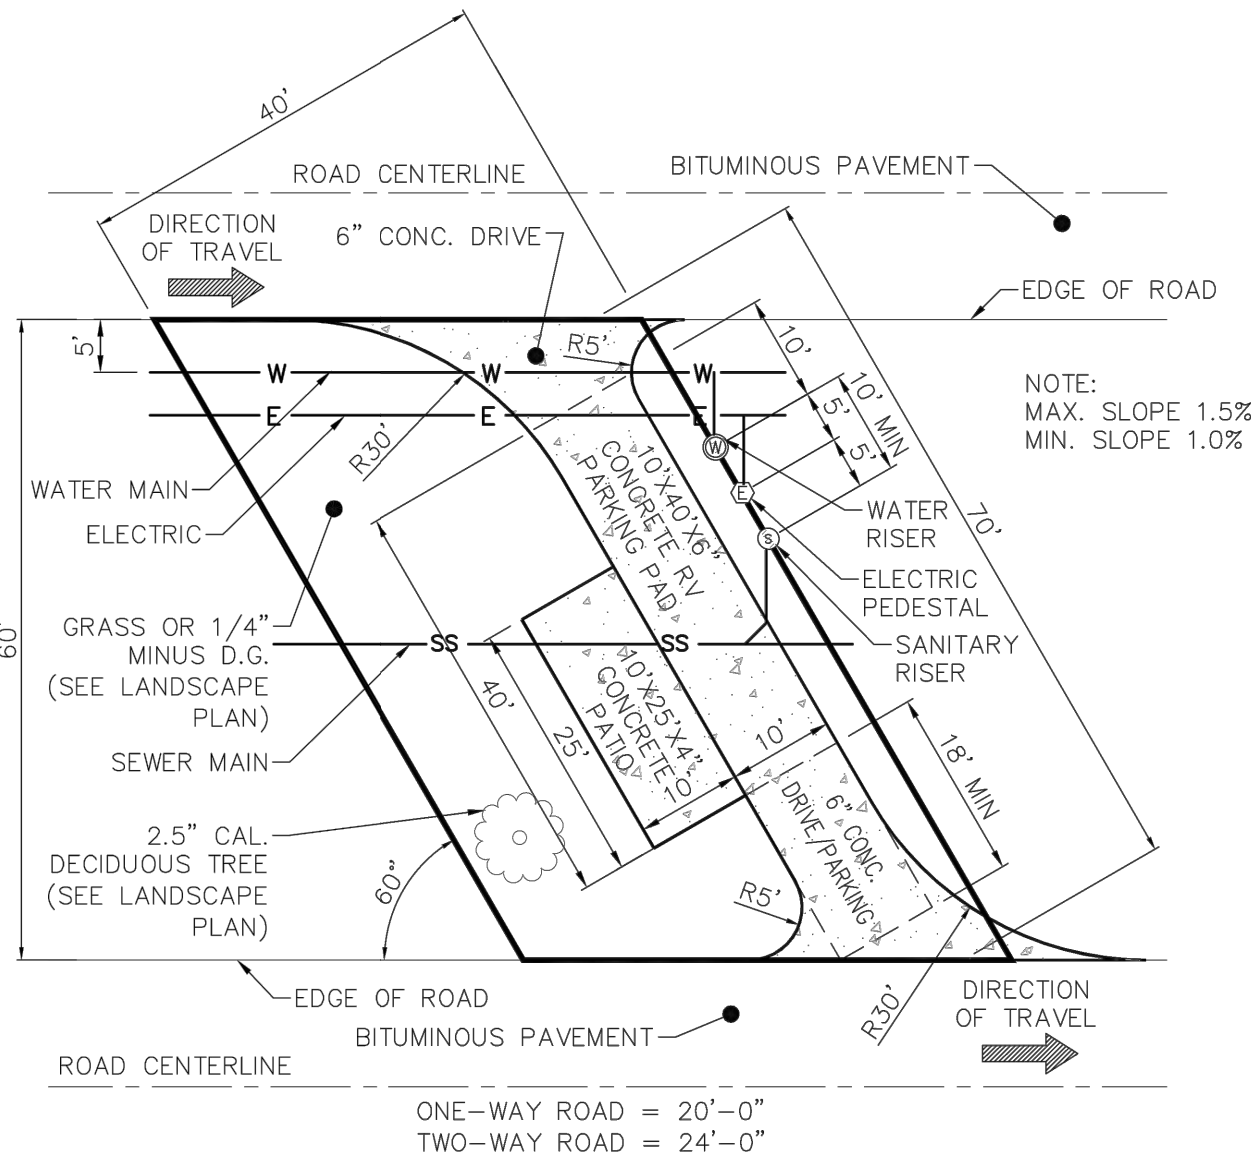 40'
ROAD CENTERLINE
BITUMINOUS PAVEMENT
DIRECTION
OF TRAVEL
6" CONC. DRIVE
EDGE OF ROAD
5'
R5'
10'
10' MIN
5'
5'
NOTE:
MAX. SLOPE 1.5%
MIN. SLOPE 1.0%
W
W
W
E
E
E
R30'
W
E
S
WATER MAIN
ELECTRIC
10'X40'X6"
CONCRETE RV
PARKING PAD
WATER
RISER
70'
ELECTRIC
PEDESTAL
GRASS OR 1/4"
MINUS D.G.
(SEE LANDSCAPE
PLAN)
60'
SS
SS
SANITARY
RISER
40'
25'
10'X25'X4"
CONCRETE
PATIO
10'
10'
18' MIN
SEWER MAIN
6" CONC.
DRIVE/PARKING
2.5" CAL.
DECIDUOUS TREE
(SEE LANDSCAPE
PLAN)
60°
R5'
R30'
EDGE OF ROAD
BITUMINOUS PAVEMENT
DIRECTION
OF TRAVEL
ROAD CENTERLINE
ONE-WAY ROAD = 20'-0"
TWO-WAY ROAD = 24'-0"